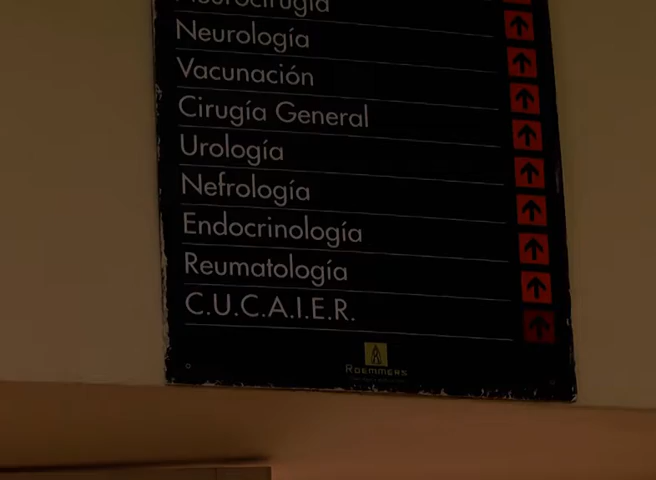 Neurocirugía
Neurología
Vacunación
Cirugía General
Urología
Nefrología
Endocrinología
Reumatología
C.U.C.A.I.E.R.
ROEMMERS